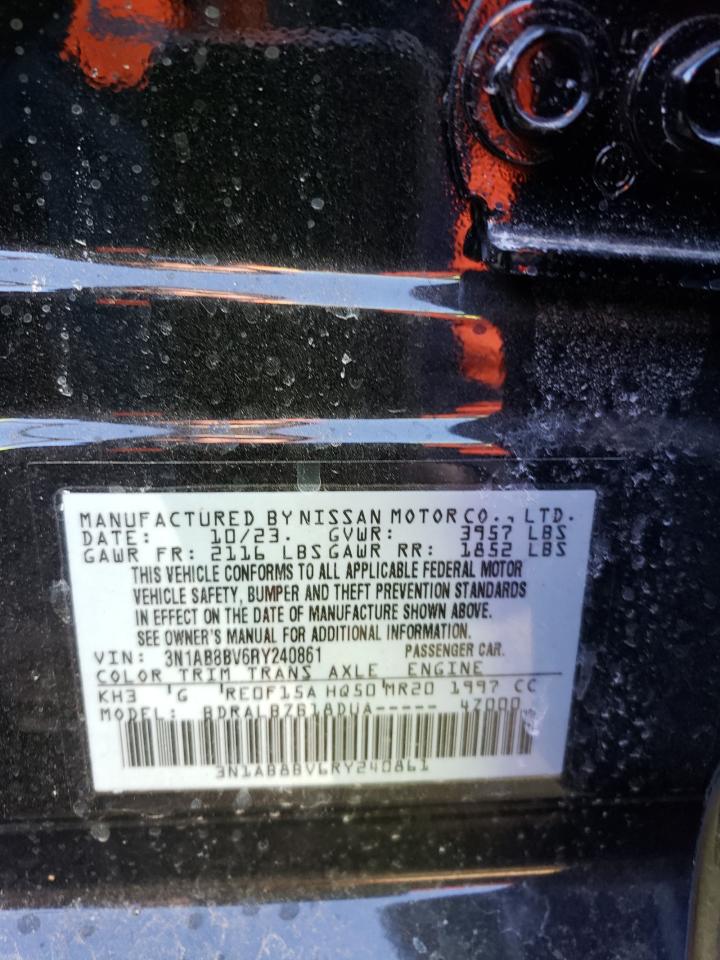 MANUFACTURED BY NISSAN MOTOR CO., LTD.
DATE: 10/23. GVWR: 3957 LBS
GAWR FR: 2116 LBS GAWR RR: 1852 LBS
THIS VEHICLE CONFORMS TO ALL APPLICABLE FEDERAL MOTOR
VEHICLE SAFETY, BUMPER AND THEFT PREVENTION STANDARDS
IN EFFECT ON THE DATE OF MANUFACTURE SHOWN ABOVE.
SEE OWNER'S MANUAL FOR ADDITIONAL INFORMATION.
VIN: 3N1AB8BV6RY240861 PASSENGER CAR.
COLOR TRIM TRANS AXLE ENGINE
KH3 G RE0F15A HQ50 MR20 1997 CC
MODEL: BDRALBZB18DUA----- 47000
3N1AB8BV6RY240861